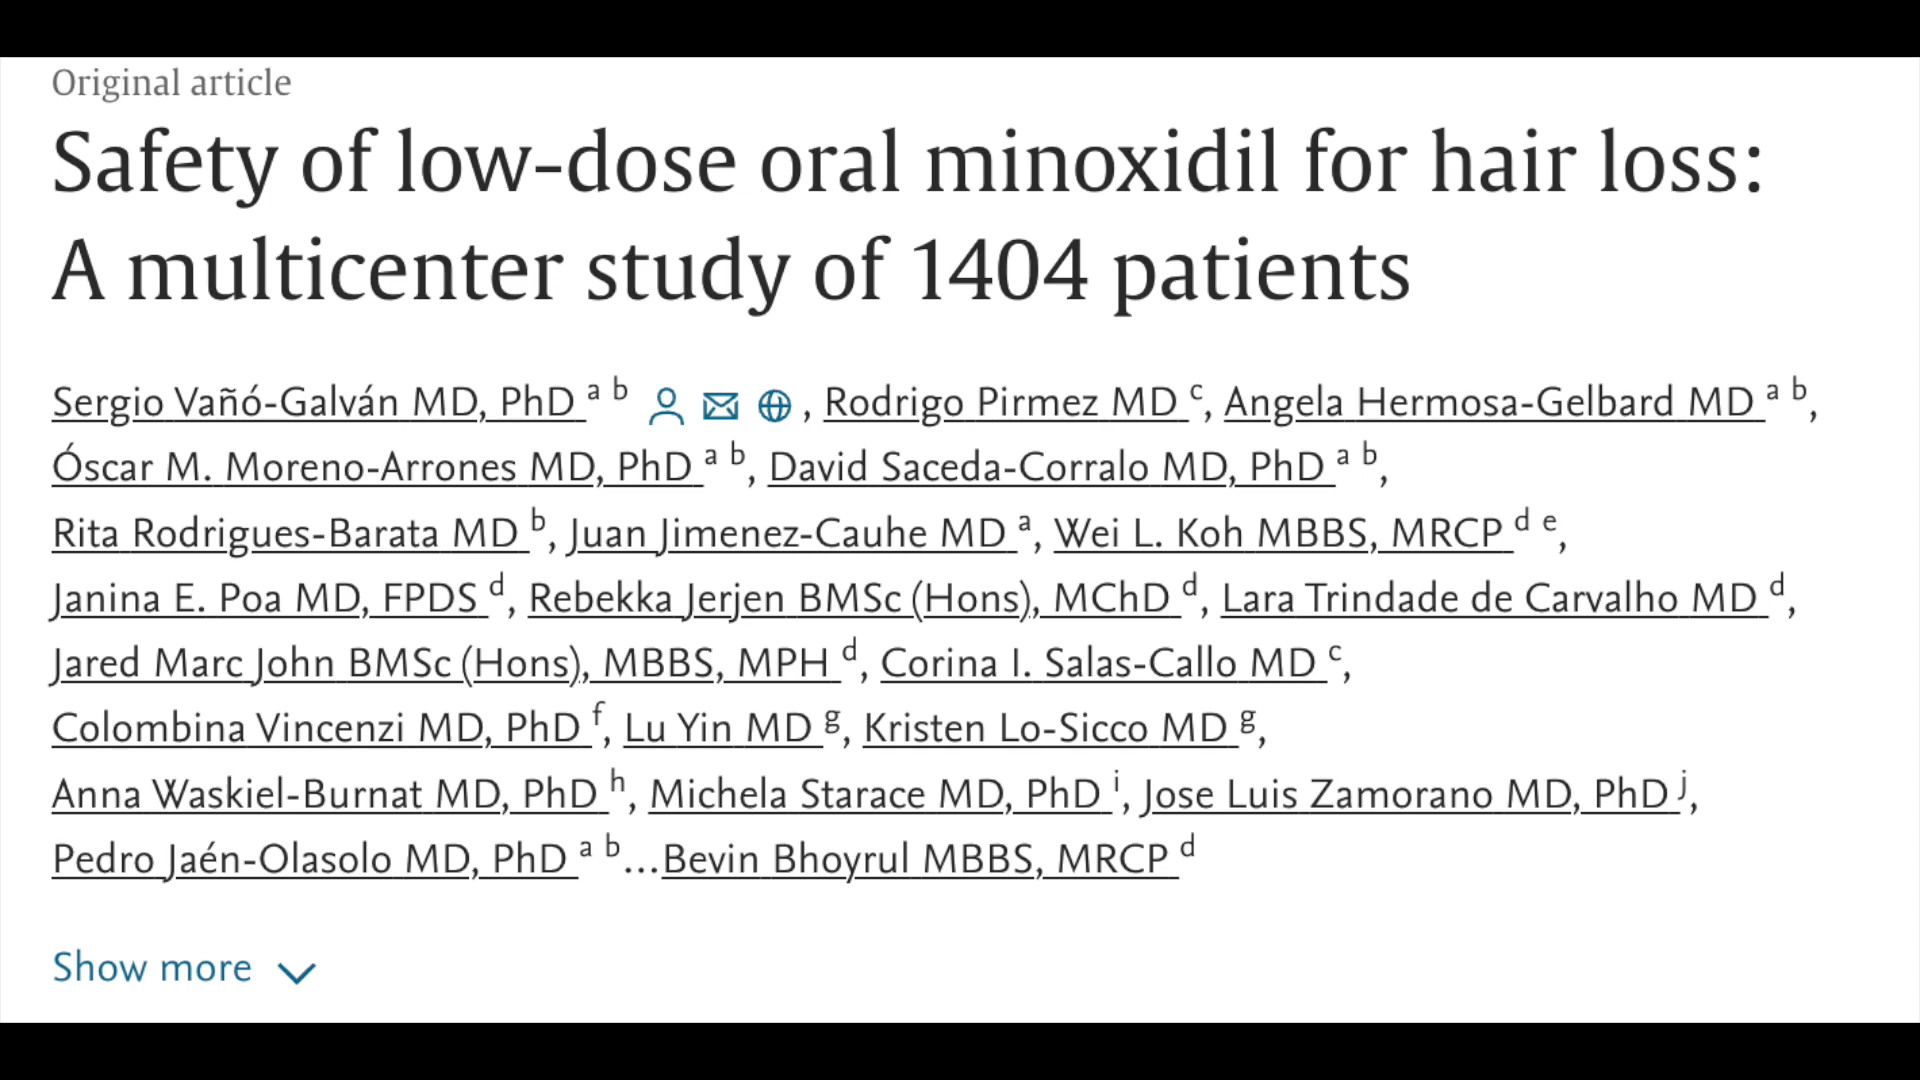 Original article
Safety of low-dose oral minoxidil for hair loss:
A multicenter study of 1404 patients
Sergio Vañó-Galván MD, PhD a b , Rodrigo Pirmez MD c, Angela Hermosa-Gelbard MD a b,
Óscar M. Moreno-Arrones MD, PhD a b, David Saceda-Corralo MD, PhD a b,
Rita Rodrigues-Barata MD b, Juan Jimenez-Cauhe MD a, Wei L. Koh MBBS, MRCP d e,
Janina E. Poa MD, FPDS d, Rebekka Jerjen BMSc (Hons), MChD d, Lara Trindade de Carvalho MD d,
Jared Marc John BMSc (Hons), MBBS, MPH d, Corina I. Salas-Callo MD c,
Colombina Vincenzi MD, PhD f, Lu Yin MD g, Kristen Lo-Sicco MD g,
Anna Waskiel-Burnat MD, PhD h, Michela Starace MD, PhD i, Jose Luis Zamorano MD, PhD j,
Pedro Jaén-Olasolo MD, PhD a b...Bevin Bhoyrul MBBS, MRCP d
Show more